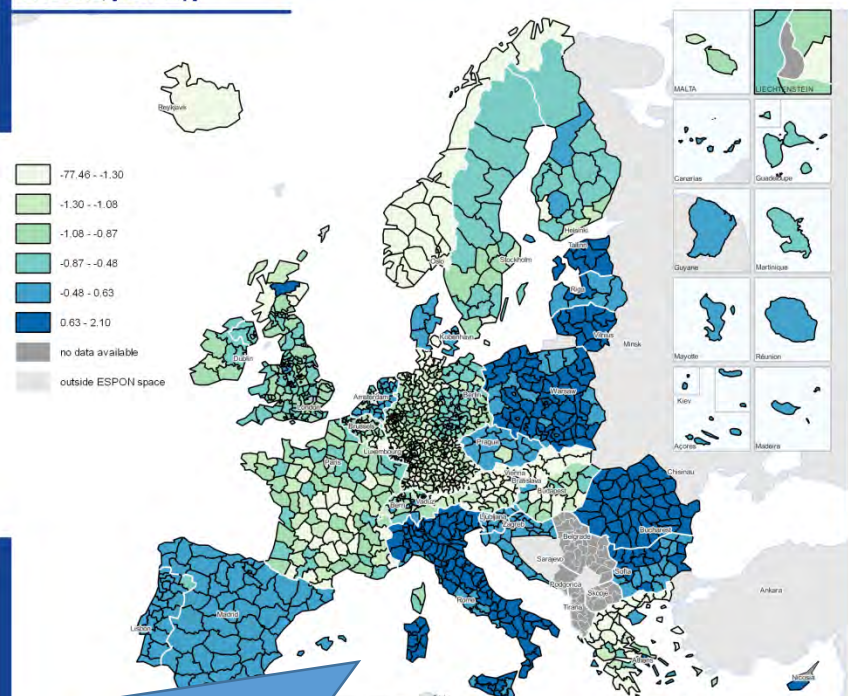 Reykjavík
-77.46 - -1.30
-1.30 - -1.08
-1.08 - -0.87
-0.87 - -0.48
-0.48 - 0.63
0.63 - 2.10
no data available
outside ESPON space
MALTA
LIECHTENSTEIN
Canarias
Guadeloupe
Guyane
Martinique
Mayotte
Réunion
Kiev
Açores
Madeira
Oslo
Stockholm
Helsinki
Tallinn
Riga
Vilnius
Minsk
København
Dublin
London
Amsterdam
Berlin
Warsaw
Brussels
Luxembourg
Prague
Paris
Vienna
Bratislava
Budapest
Chisinau
Bern
Vaduz
Ljubljana
Zagreb
Belgrade
Bucharest
Sarajevo
Podgorica
Sofia
Skopje
Tirana
Rome
Madrid
Lisbon
Ankara
Athens
Nicosia